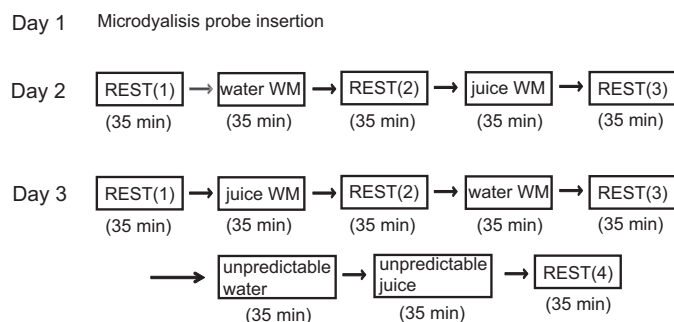 Day 1 Microdyalisis probe insertion
Day 2 REST(1) water WM REST(2) juice WM REST(3)
(35 min) (35 min) (35 min) (35 min) (35 min)
Day 3 REST(1) juice WM REST(2) water WM REST(3)
(35 min) (35 min) (35 min) (35 min) (35 min)
unpredictable unpredictable REST(4)
water juice
(35 min) (35 min) (35 min)